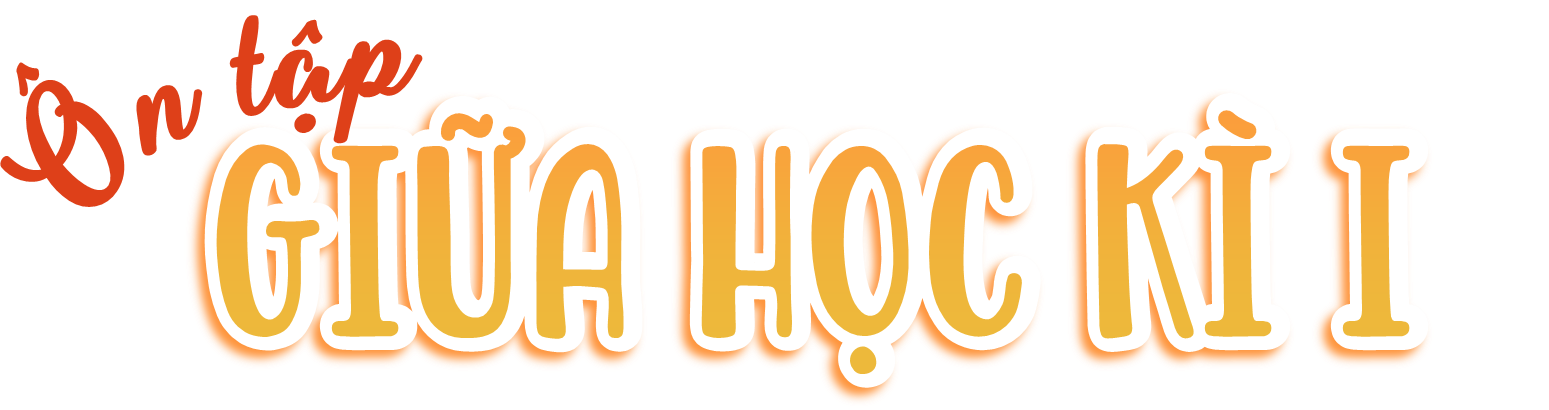 Ôn tập
GIỮA HỌC KÌ I